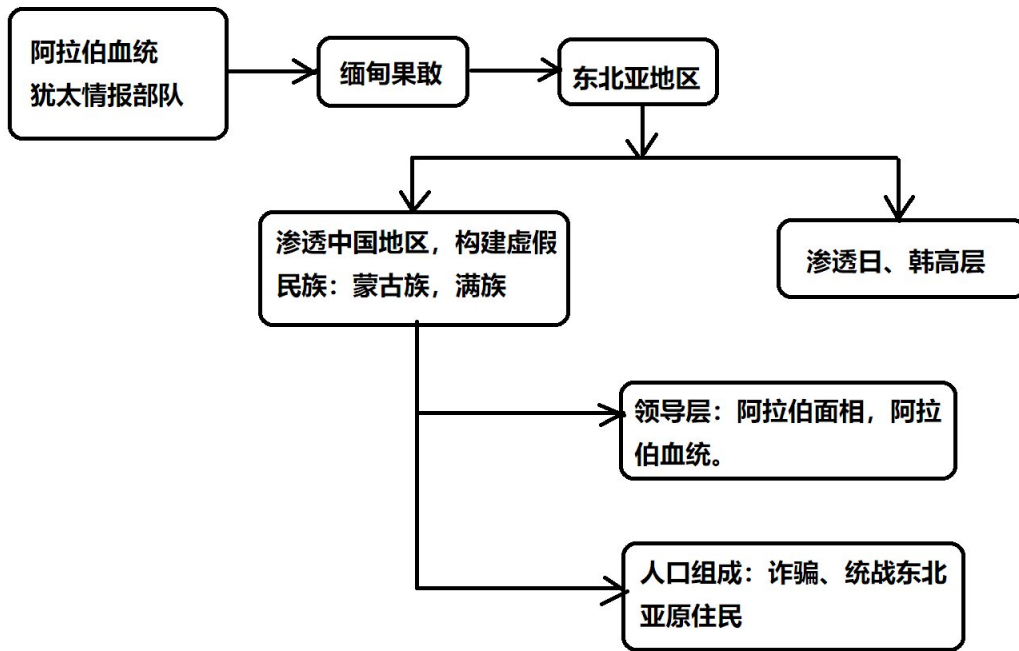 阿拉伯血统
犹太情报部队
缅甸果敢
东北亚地区
渗透中国地区，构建虚假
民族：蒙古族，满族
渗透日、韩高层
领导层：阿拉伯面相，阿拉
伯血统。
人口组成：诈骗、统战东北
亚原住民